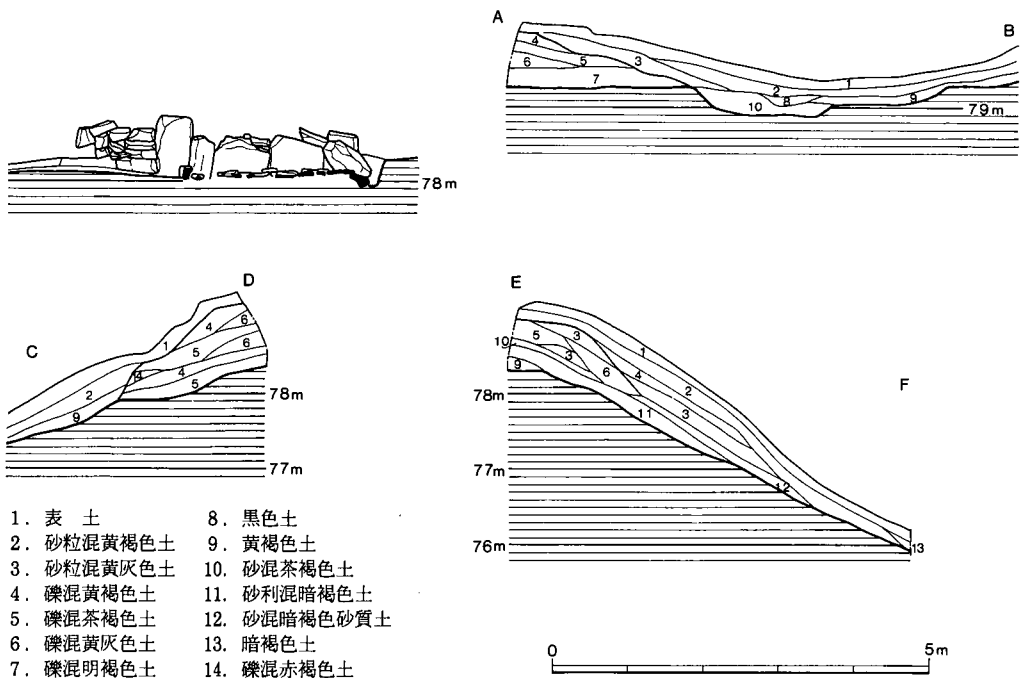 A
B
4
6
5
3
7
1
2
8
10
9
79m
78m
D
C
6
4
1
5
6
4
4
2
5
9
78m
77m
E
F
10
5
3
1
3
9
6
4
2
78m
11
3
77m
12
76m
13
1. 表 土
2. 砂粒混黄褐色土
3. 砂粒混黄灰色土
4. 礫混黄褐色土
5. 礫混茶褐色土
6. 礫混黄灰色土
7. 礫混明褐色土
8. 黒色土
9. 黄褐色土
10. 砂混茶褐色土
11. 砂利混暗褐色土
12. 砂混暗褐色砂質土
13. 暗褐色土
14. 礫混赤褐色土
0
5m